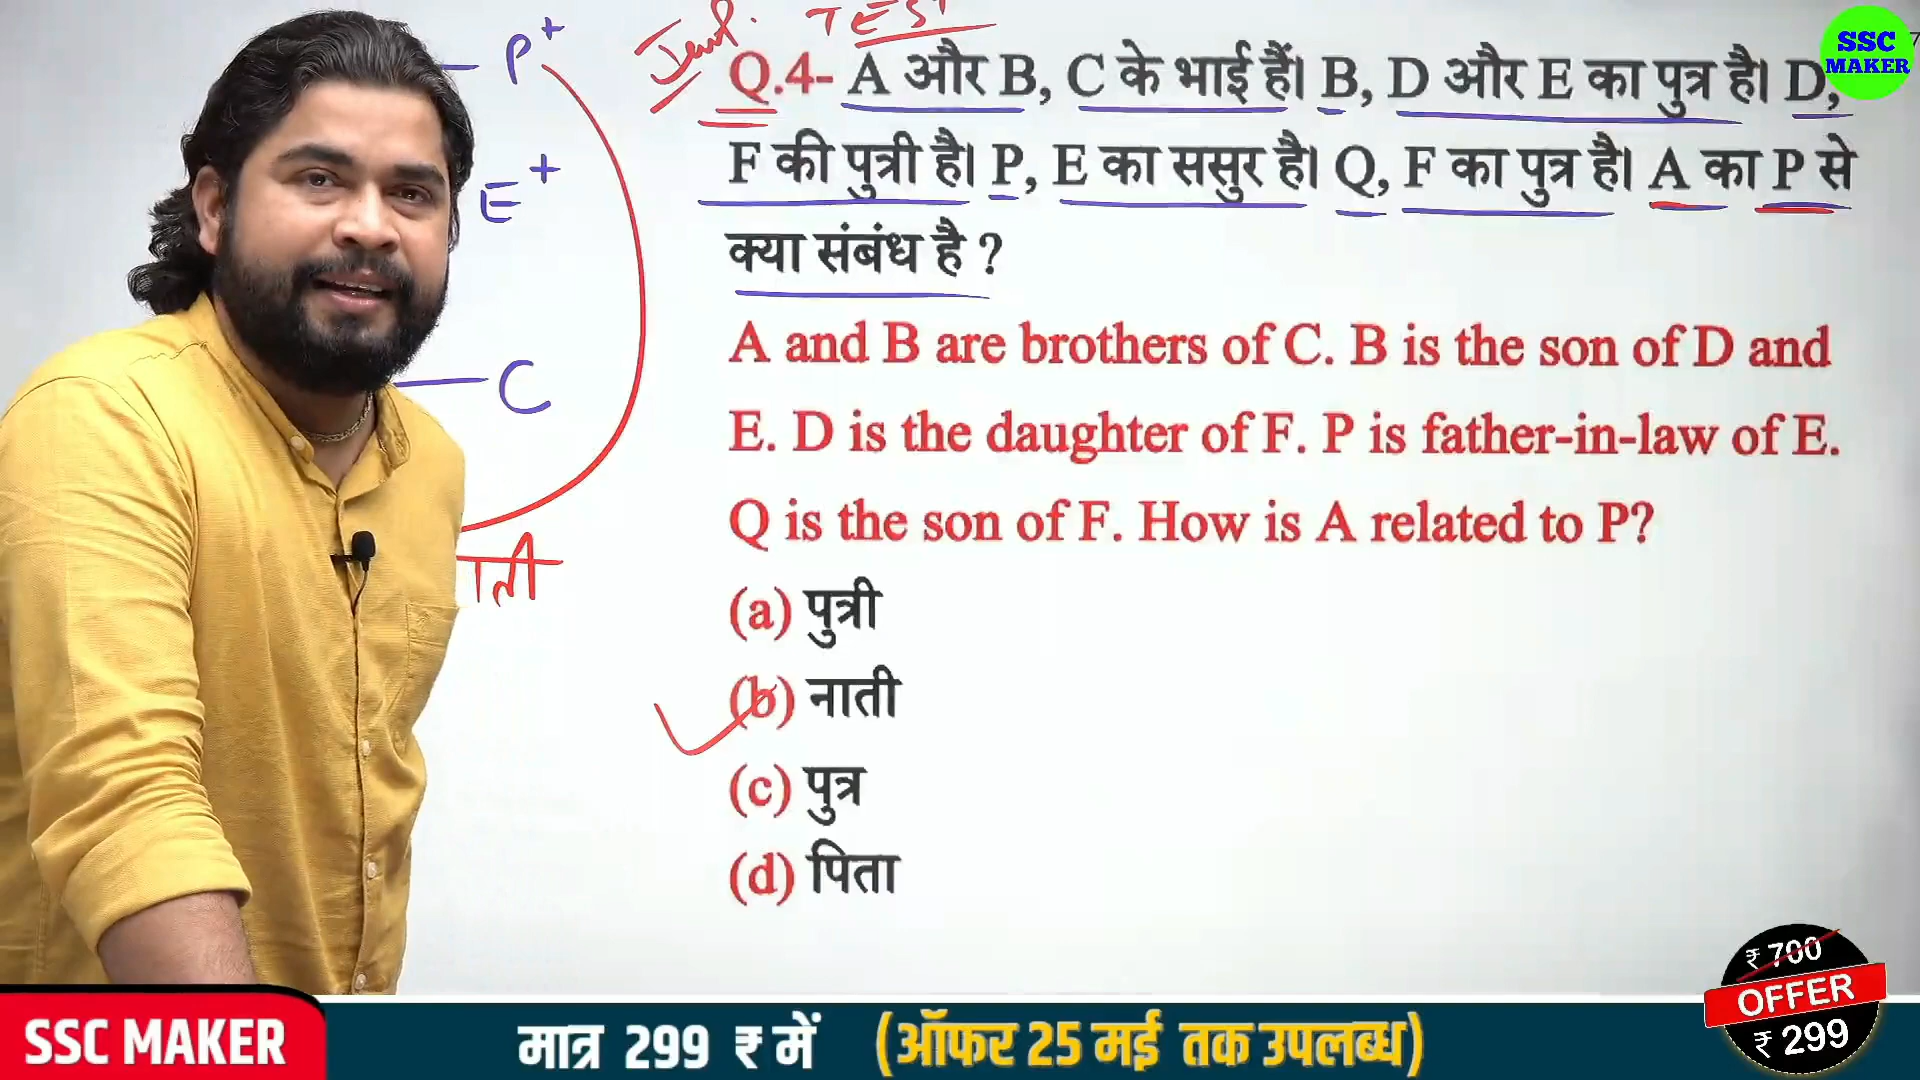 TEST
P+
E+
C
Q.4- A और B, C के भाई हैं। B, D और E का पुत्र है। D,
F की पुत्री है। P, E का ससुर है। Q, F का पुत्र है। A का P से
क्या संबंध है ?
A and B are brothers of C. B is the son of D and
E. D is the daughter of F. P is father-in-law of E.
Q is the son of F. How is A related to P?
(a) पुत्री
(b) नाती
(c) पुत्र
(d) पिता
SSC
MAKER
₹ 700
OFFER
₹ 299
SSC MAKER
मात्र 299 ₹ में (ऑफर 25 मई तक उपलब्ध)